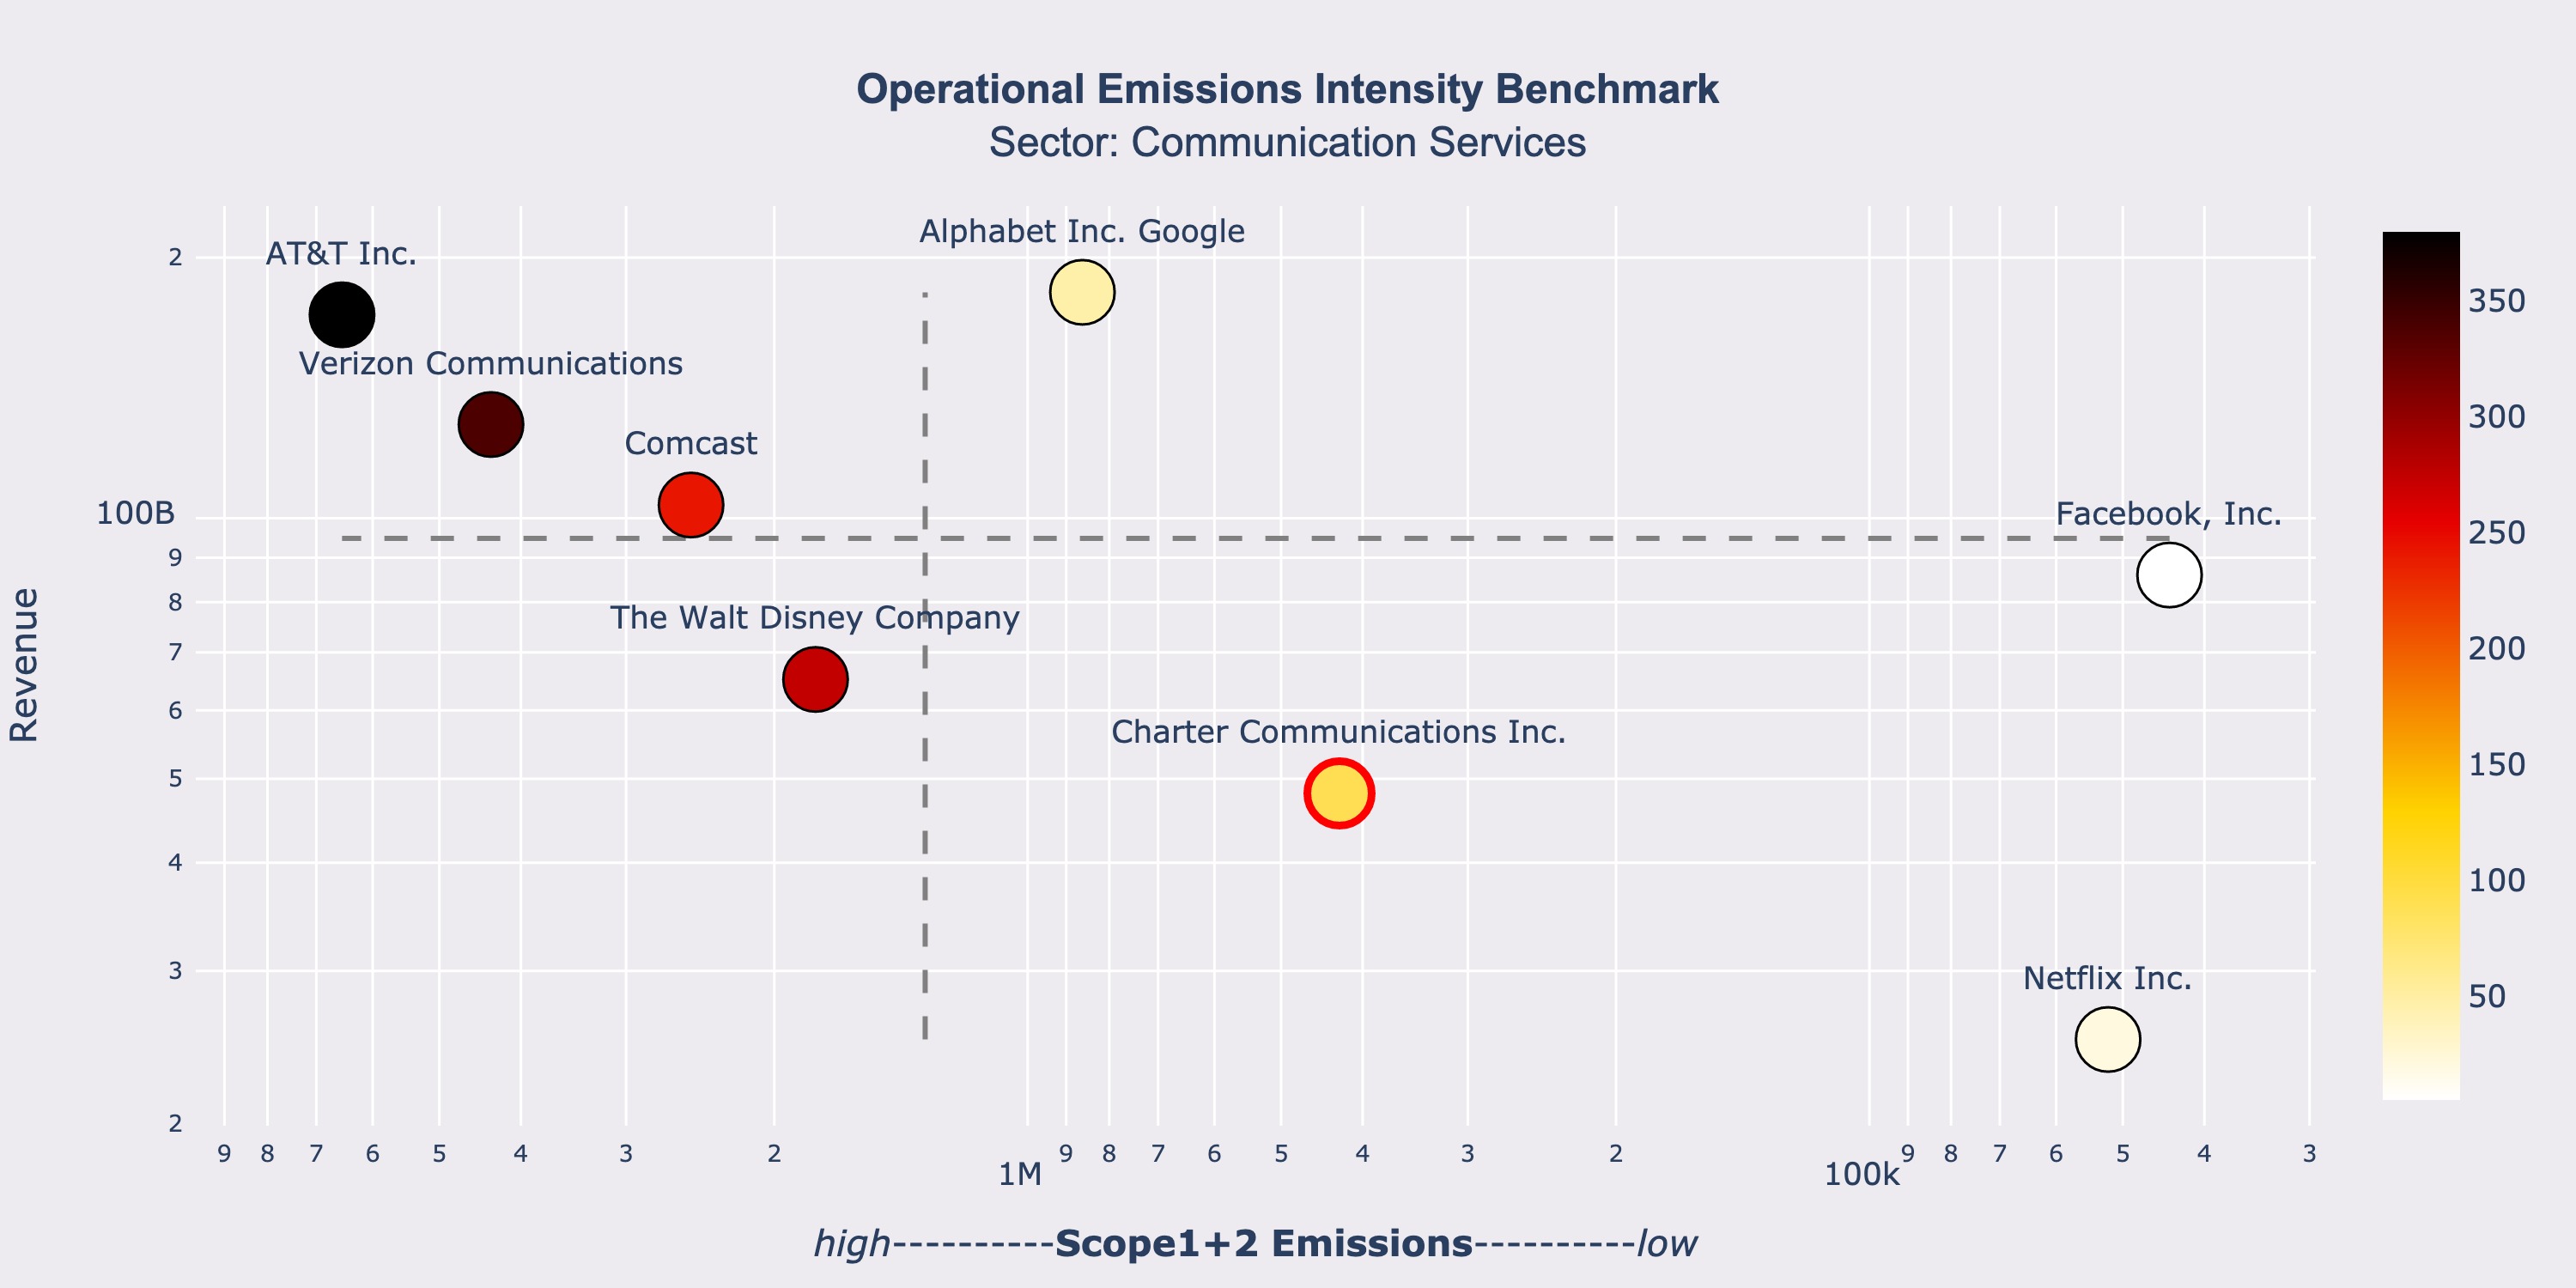 Operational Emissions Intensity Benchmark
Sector: Communication Services
Alphabet Inc. Google
AT&T Inc.
Verizon Communications
Comcast
Facebook, Inc.
The Walt Disney Company
Charter Communications Inc.
Netflix Inc.
Revenue
2
100B
9
8
7
6
5
4
3
2
9 8 7 6 5 4 3 2 1M 9 8 7 6 5 4 3 2 100k 9 8 7 6 5 4 3
high----------Scope1+2 Emissions----------low
350
300
250
200
150
100
50